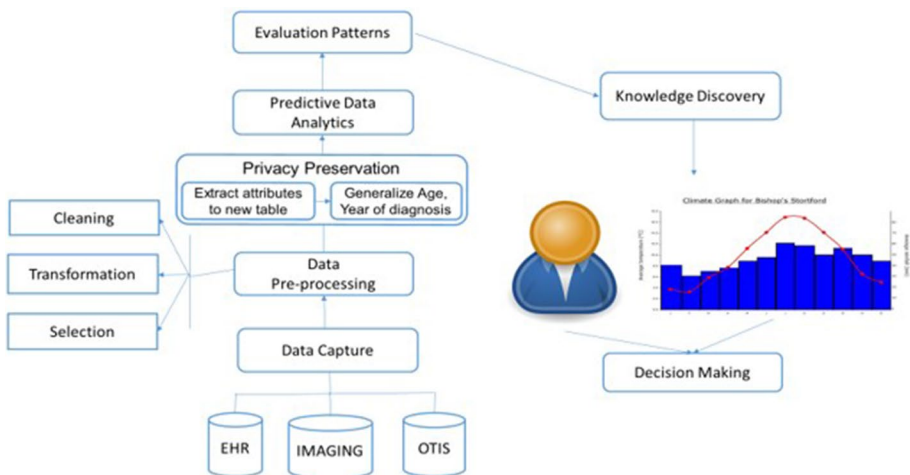 Evaluation Patterns
Knowledge Discovery
Predictive Data
Analytics
Privacy Preservation
Extract attributes
to new table
Generalize Age,
Year of diagnosis
Cleaning
Transformation
Selection
Data
Pre-processing
Data Capture
EHR
IMAGING
OTIS
Climate Graph for Bishop's Stortford
Decision Making